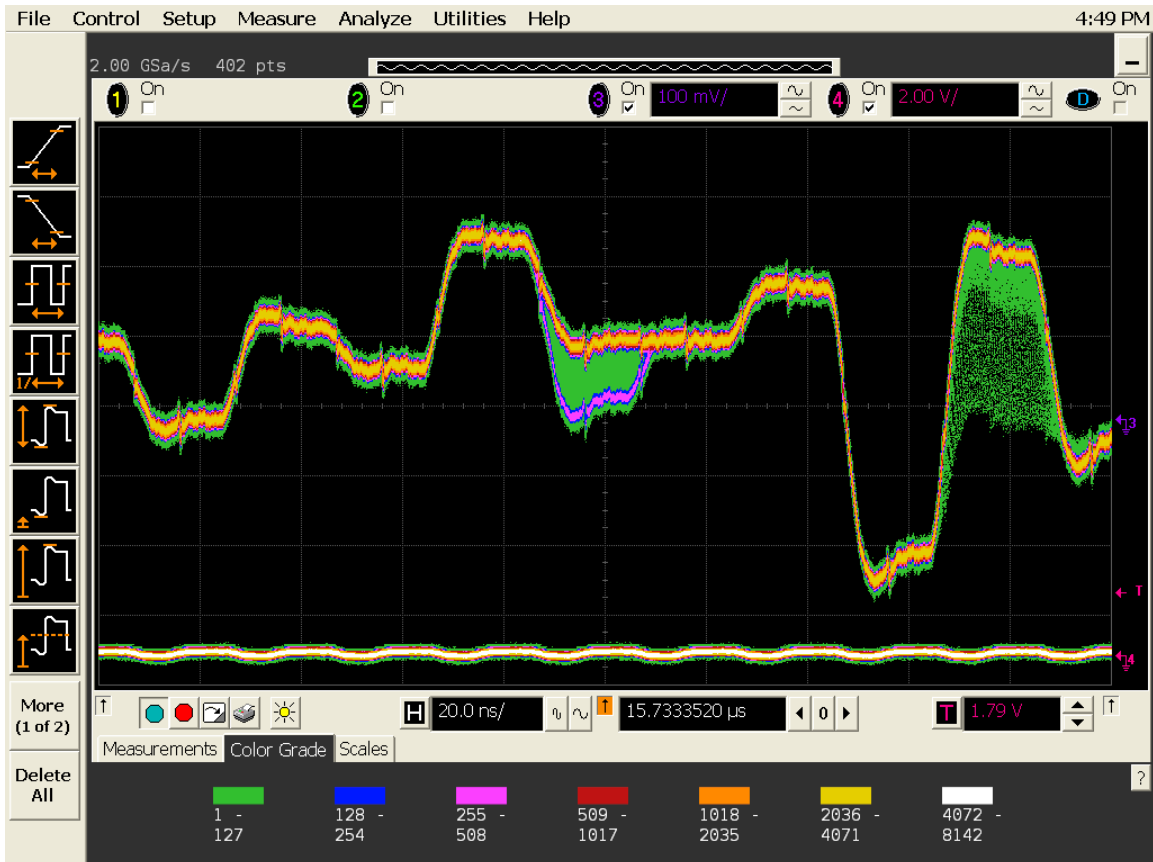 File Control Setup Measure Analyze Utilities Help 4:49 PM
2.00 GSa/s 402 pts
1 On 2 On 3 On 100 mV/ 4 On 2.00 V/ D On
1/
3
T
4
More
(1 of 2)
Delete
All
H 20.0 ns/ 15.7333520 µs 0 T 1.79 V
Measurements Color Grade Scales
?
1 - 128 - 255 - 509 - 1018 - 2036 - 4072 -
127 254 508 1017 2035 4071 8142